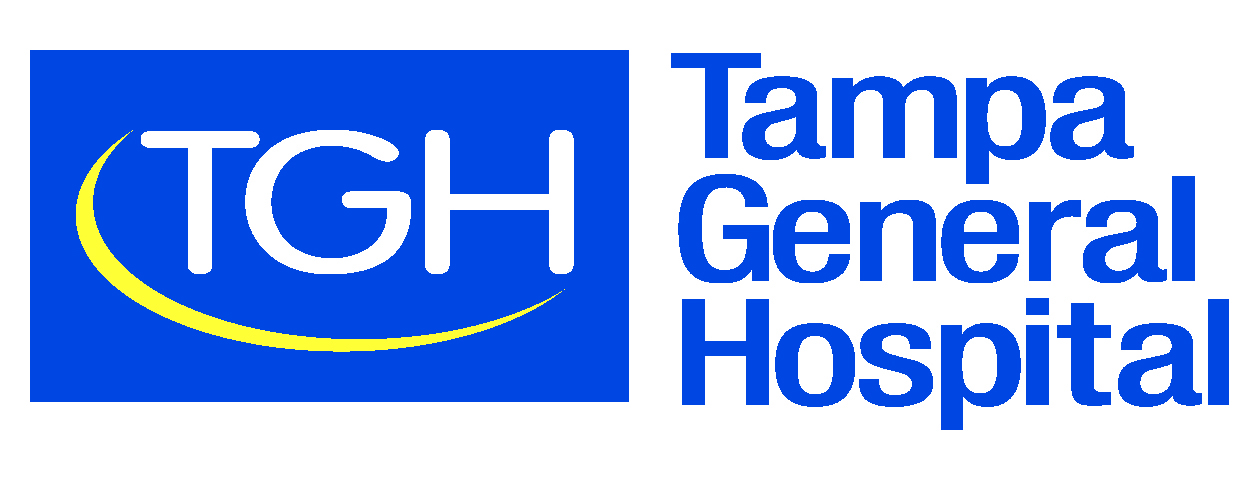 TGH
Tampa
General
Hospital